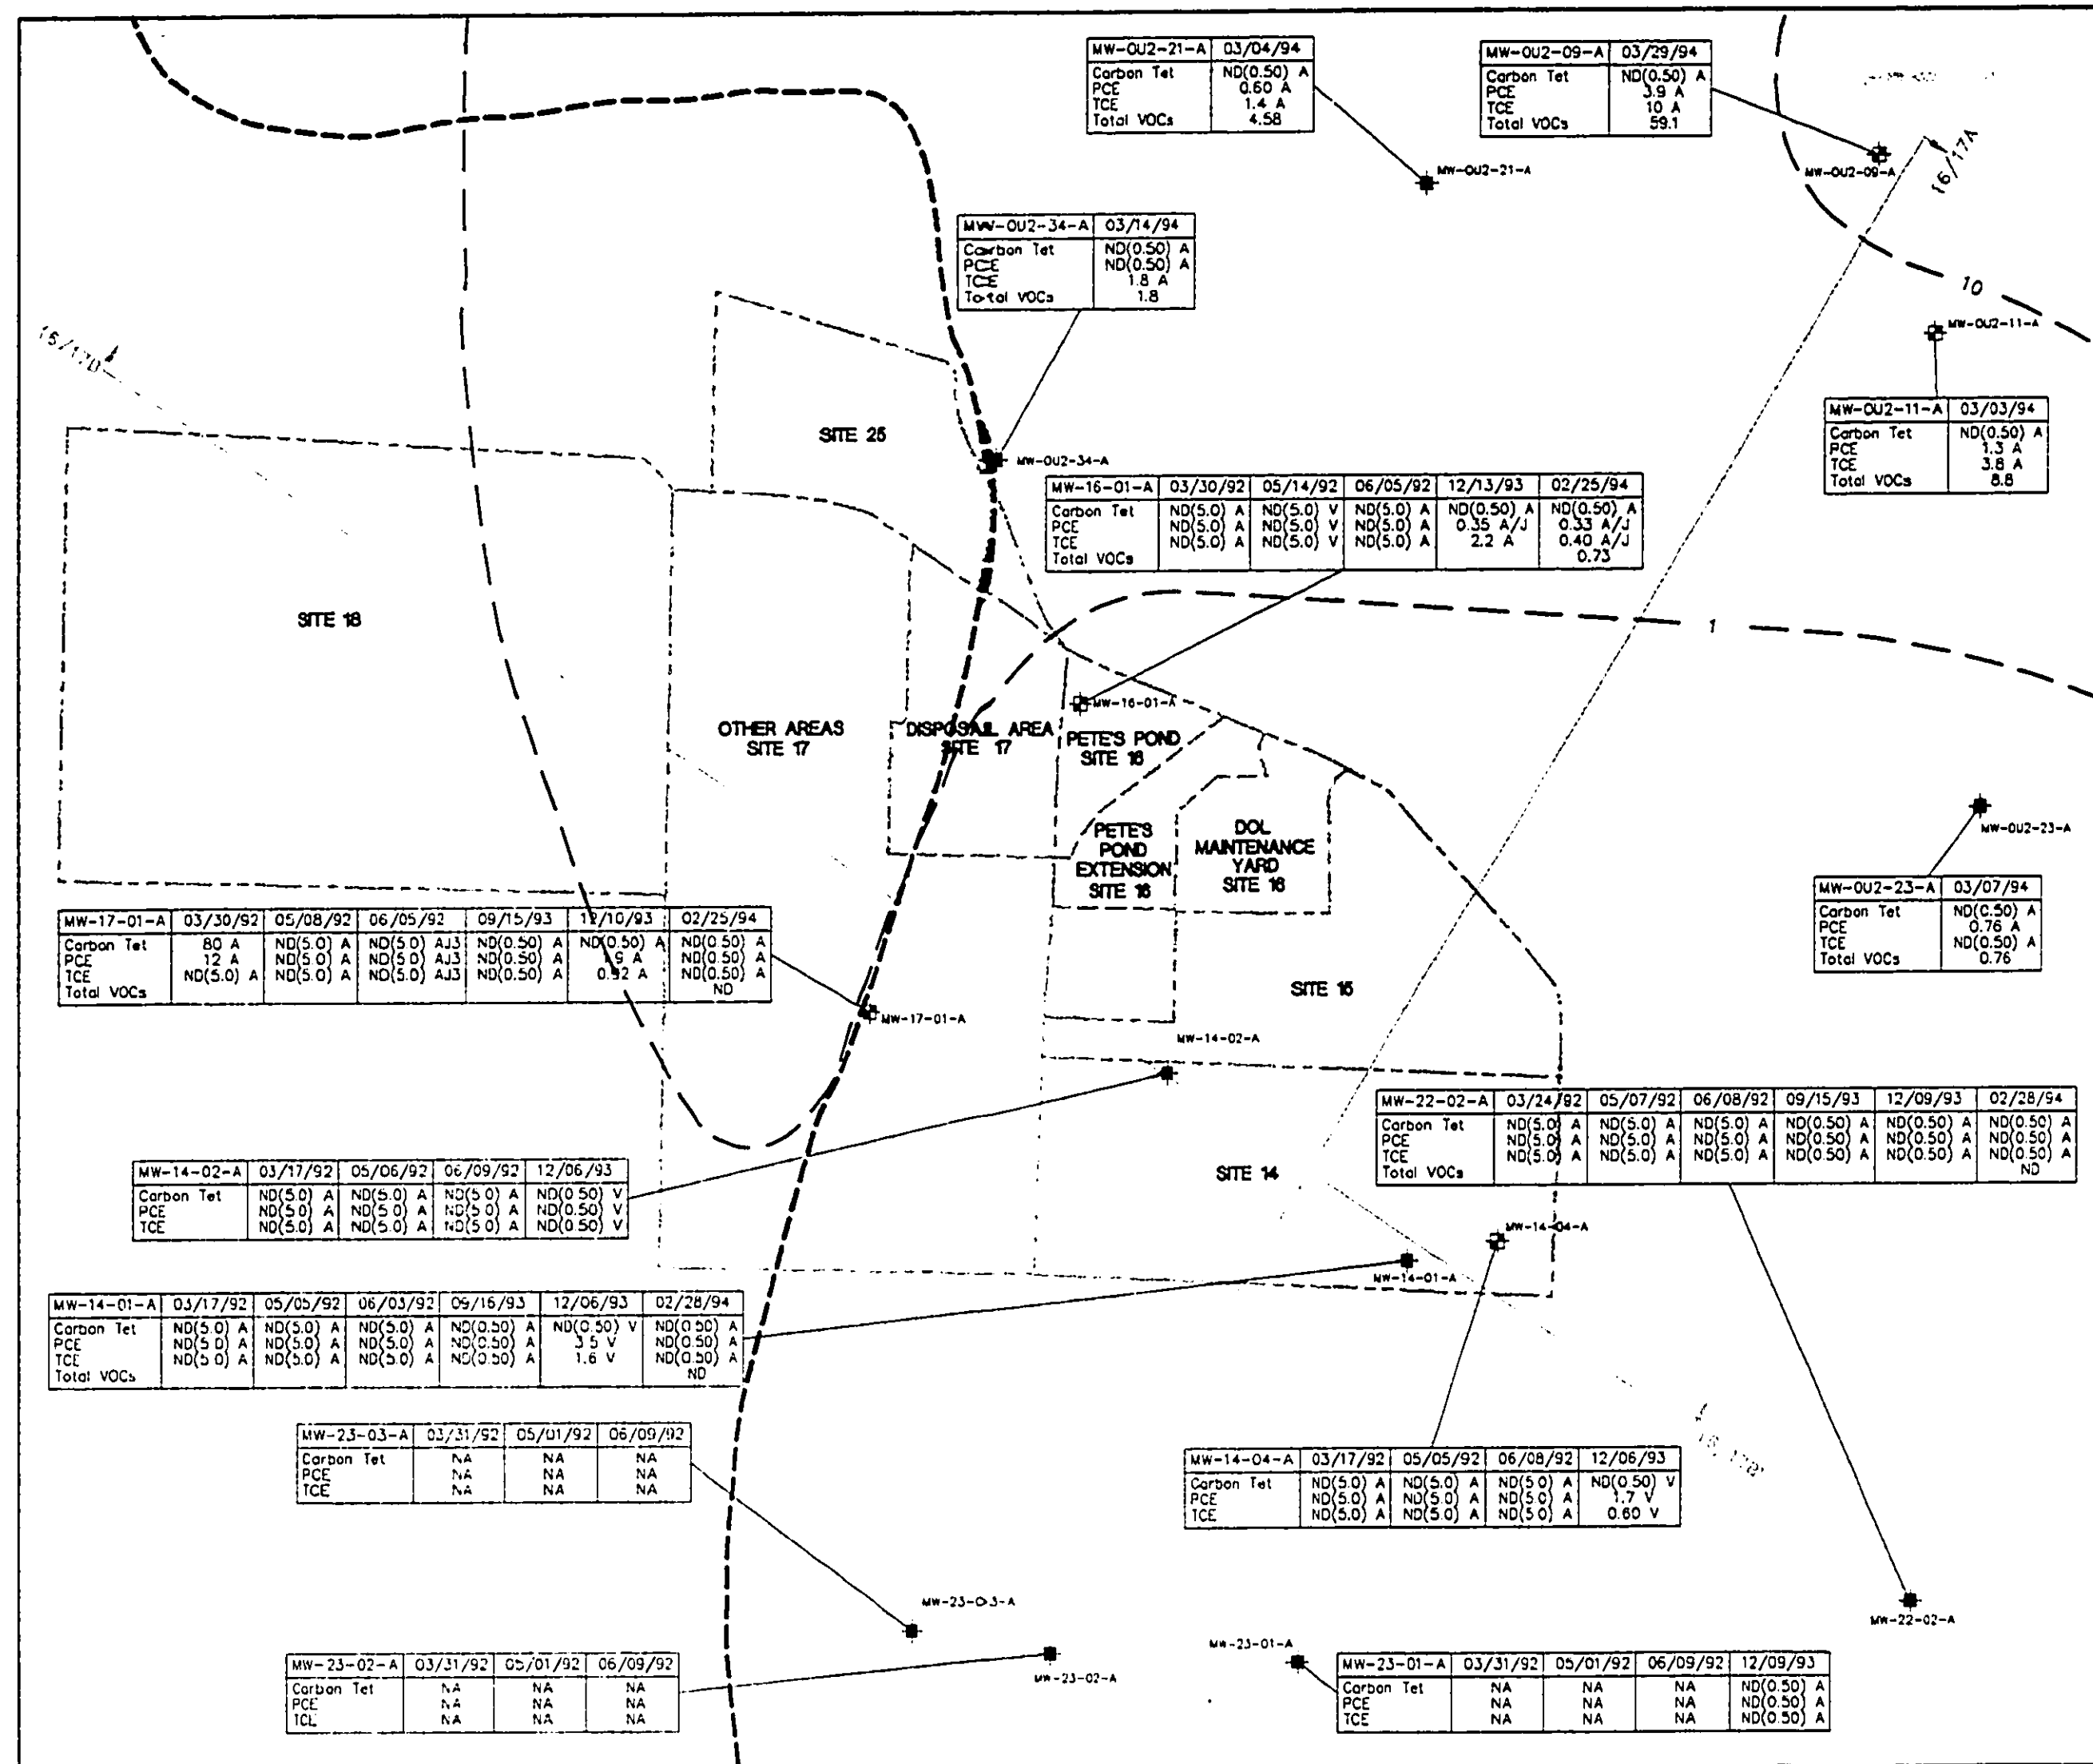 MW-OU2-21-A 03/04/94
Carbon Tet ND(0.50) A
PCE 0.60 A
TCE 1.4 A
Total VOCs 4.58
MW-OU2-09-A 03/29/94
Carbon Tet ND(0.50) A
PCE 3.9 A
TCE 10 A
Total VOCs 59.1
MW-OU2-21-A
MW-OU2-09-A
16/17A
MW-OU2-34-A 03/14/94
Carbon Tet ND(0.50) A
PCE ND(0.50) A
TCE 1.8 A
Total VOCs 1.8
10
MW-OU2-11-A
MW-OU2-11-A 03/03/94
Carbon Tet ND(0.50) A
PCE 1.3 A
TCE 3.8 A
Total VOCs 8.8
SITE 25
MW-OU2-34-A
MW-16-01-A 03/30/92 05/14/92 06/05/92 12/13/93 02/25/94
Carbon Tet ND(5.0) A ND(5.0) V ND(5.0) A ND(0.50) A ND(0.50) A
PCE ND(5.0) A ND(5.0) V ND(5.0) A 0.35 A/J 0.33 A/J
TCE ND(5.0) A ND(5.0) V ND(5.0) A 2.2 A 0.40 A/J
Total VOCs 0.73
SITE 18
1
MW-16-01-A
OTHER AREAS
SITE 17
DISPOSAL AREA
SITE 17
PETE'S POND
SITE 16
PETE'S
POND
EXTENSION
SITE 16
DOL
MAINTENANCE
YARD
SITE 16
MW-OU2-23-A
MW-OU2-23-A 03/07/94
Carbon Tet ND(0.50) A
PCE 0.76 A
TCE ND(0.50) A
Total VOCs 0.76
MW-17-01-A 03/30/92 05/08/92 06/05/92 09/15/93 12/10/93 02/25/94
Carbon Tet 80 A ND(5.0) A ND(5.0) AJ3 ND(0.50) A ND(0.50) A ND(0.50) A
PCE 12 A ND(5.0) A ND(5.0) AJ3 ND(0.50) A A ND(0.50) A
TCE ND(5.0) A ND(5.0) A ND(5.0) AJ3 ND(0.50) A A ND(0.50) A
Total VOCs ND
MW-17-01-A
SITE 15
MW-14-02-A
MW-22-02-A 03/24/92 05/07/92 06/08/92 09/15/93 12/09/93 02/28/94
Carbon Tet ND(5.0) A ND(5.0) A ND(5.0) A ND(0.50) A ND(0.50) A ND(0.50) A
PCE ND(5.0) A ND(5.0) A ND(5.0) A ND(0.50) A ND(0.50) A ND(0.50) A
TCE ND(5.0) A ND(5.0) A ND(5.0) A ND(0.50) A ND(0.50) A ND(0.50) A
Total VOCs ND
MW-14-02-A 03/17/92 05/06/92 06/09/92 12/06/93
Carbon Tet ND(5.0) A ND(5.0) A ND(5.0) A ND(0.50) V
PCE ND(5.0) A ND(5.0) A ND(5.0) A ND(0.50) V
TCE ND(5.0) A ND(5.0) A ND(5.0) A ND(0.50) V
SITE 14
MW-14-04-A
MW-14-01-A
MW-14-01-A 03/17/92 05/05/92 06/03/92 09/16/93 12/06/93 02/28/94
Carbon Tet ND(5.0) A ND(5.0) A ND(5.0) A ND(0.50) A ND(0.50) V ND(0.50) A
PCE ND(5.0) A ND(5.0) A ND(5.0) A ND(0.50) A 3.5 V ND(0.50) A
TCE ND(5.0) A ND(5.0) A ND(5.0) A ND(0.50) A 1.6 V ND(0.50) A
Total VOCs ND
MW-23-03-A 03/31/92 05/01/92 06/09/92
Carbon Tet NA NA NA
PCE NA NA NA
TCE NA NA NA
MW-14-04-A 03/17/92 05/05/92 06/08/92 12/06/93
Carbon Tet ND(5.0) A ND(5.0) A ND(5.0) A ND(0.50) V
PCE ND(5.0) A ND(5.0) A ND(5.0) A 1.7 V
TCE ND(5.0) A ND(5.0) A ND(5.0) A 0.60 V
MW-23-03-A
MW-22-02-A
MW-23-01-A
MW-23-02-A
MW-23-02-A 03/31/92 05/01/92 06/09/92
Carbon Tet NA NA NA
PCE NA NA NA
TCE NA NA NA
MW-23-01-A 03/31/92 05/01/92 06/09/92 12/09/93
Carbon Tet NA NA NA ND(0.50) A
PCE NA NA NA ND(0.50) A
TCE NA NA NA ND(0.50) A